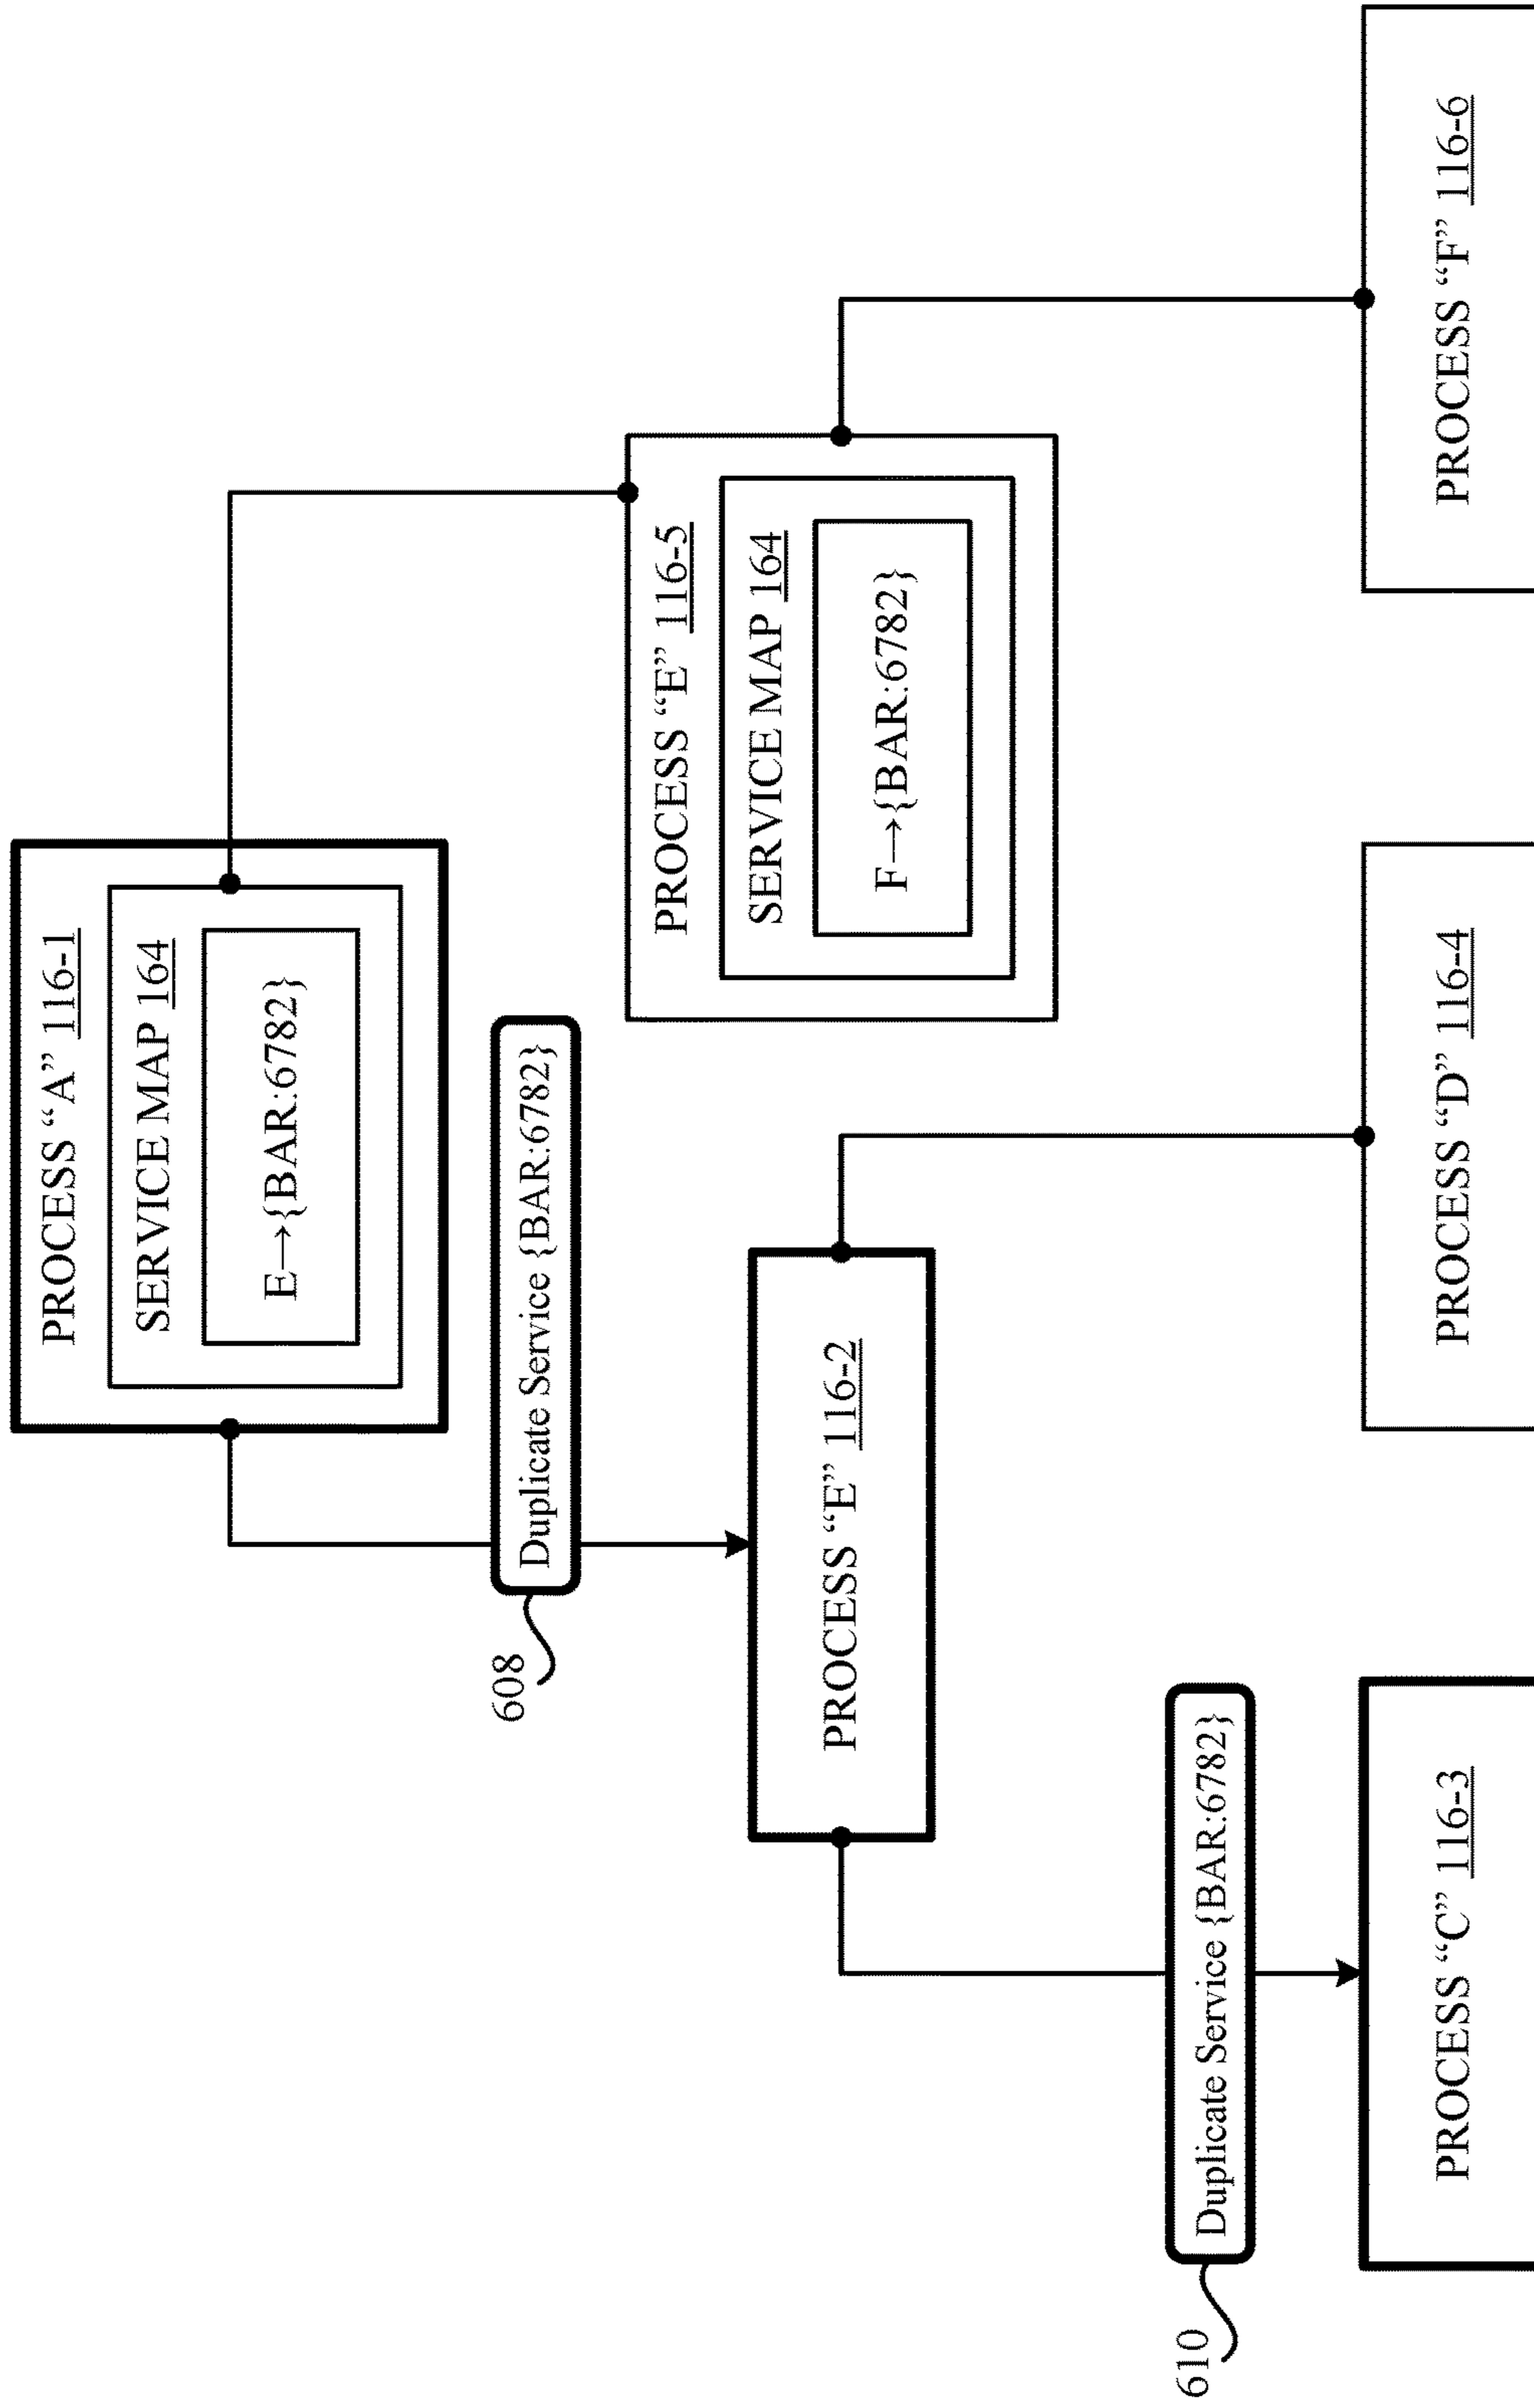 PROCESS “A” 116-1
SERVICE MAP 164
E→{BAR:6782}
608
Duplicate Service {BAR:6782}
PROCESS “E” 116-5
SERVICE MAP 164
F→{BAR:6782}
PROCESS “E” 116-2
610
Duplicate Service {BAR:6782}
PROCESS “C” 116-3
PROCESS “D” 116-4
PROCESS “F” 116-6